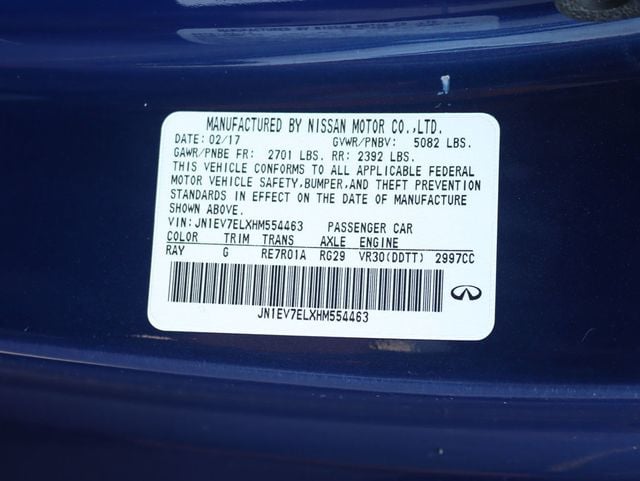 MANUFACTURED BY NISSAN MOTOR CO.,LTD.
DATE: 02/17 GVWR/PNBV: 5082 LBS.
GAWR/PNBE FR: 2701 LBS. RR: 2392 LBS.
THIS VEHICLE CONFORMS TO ALL APPLICABLE FEDERAL
MOTOR VEHICLE SAFETY,BUMPER,AND THEFT PREVENTION
STANDARDS IN EFFECT ON THE DATE OF MANUFACTURE
SHOWN ABOVE.
VIN:JN1EV7ELXHM554463 PASSENGER CAR
COLOR TRIM TRANS AXLE ENGINE
RAY G RE7R01A RG29 VR30(DDTT) 2997CC
JN1EV7ELXHM554463